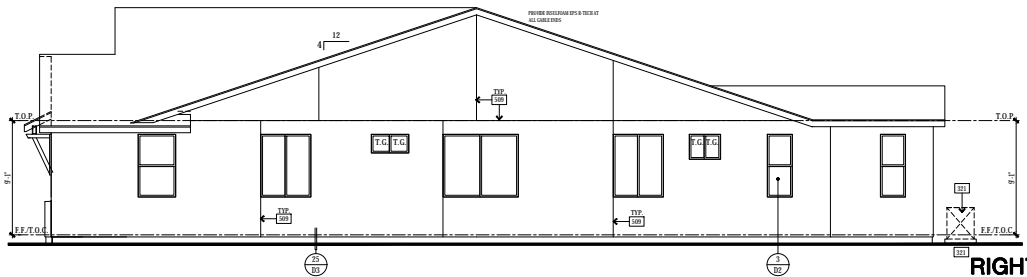 PROVIDE INSULFOAM EPS R-TECH AT
ALL GABLE ENDS
12
4
TYP.
509
T.O.P.
T.O.P.
T.G. T.G.
T.G. T.G.
9'-1"
9'-1"
TYP.
509
TYP.
509
321
F.F./T.O.C.
F.F./T.O.C.
321
25
D3
3
D2
RIGH